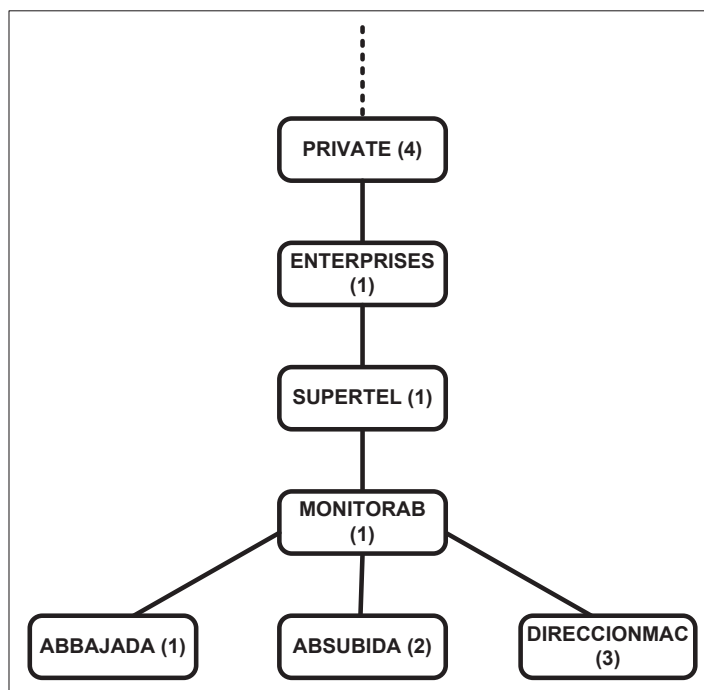 PRIVATE (4)
ENTERPRISES
(1)
SUPERTEL (1)
MONITORAB
(1)
ABBAJADA (1)
ABSUBIDA (2)
DIRECCIONMAC
(3)